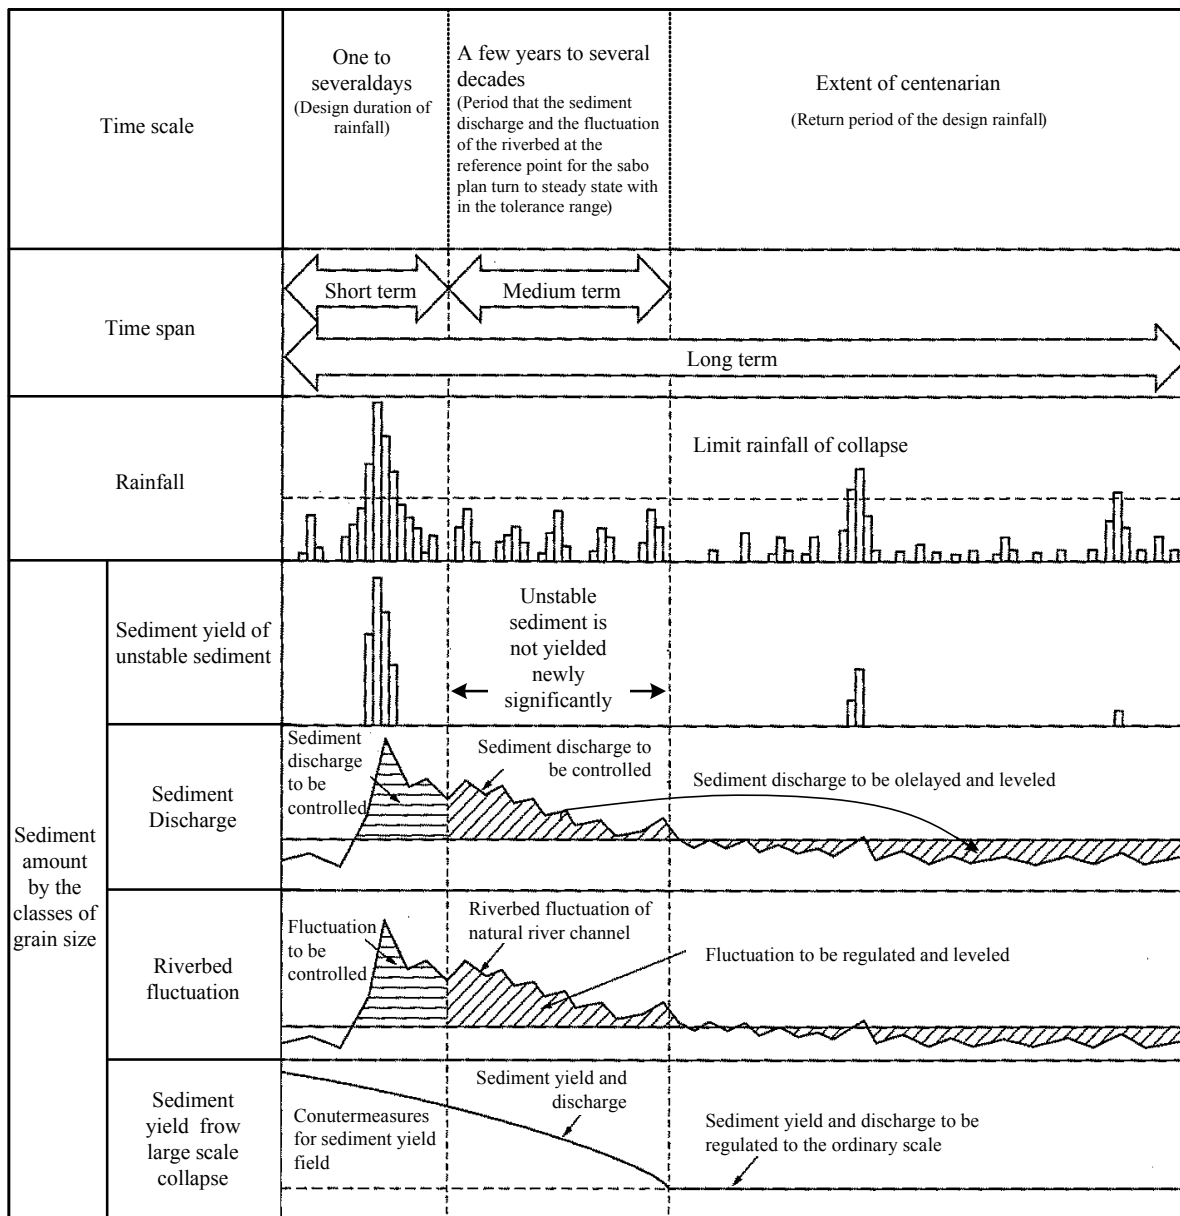 Time scale
One to
severaldays
(Design duration of
rainfall)
A few years to several
decades
(Period that the sediment
discharge and the fluctuation
of the riverbed at the
reference point for the sabo
plan turn to steady state with
in the tolerance range)
Extent of centenarian
(Return period of the design rainfall)
Time span
Short term
Medium term
Long term
Rainfall
Limit rainfall of collapse
Sediment
amount
by the
classes of
grain size
Sediment yield of
unstable sediment
Unstable
sediment is
not yielded
newly
significantly
Sediment
Discharge
Sediment
discharge
to be
controlled
Sediment discharge to
be controlled
Sediment discharge to be olelayed and leveled
Riverbed
fluctuation
Fluctuation
to be
controlled
Riverbed fluctuation of
natural river channel
Fluctuation to be regulated and leveled
Sediment
yield frow
large scale
collapse
Conutermeasures
for sediment yield
field
Sediment yield and
discharge
Sediment yield and discharge to be
regulated to the ordinary scale